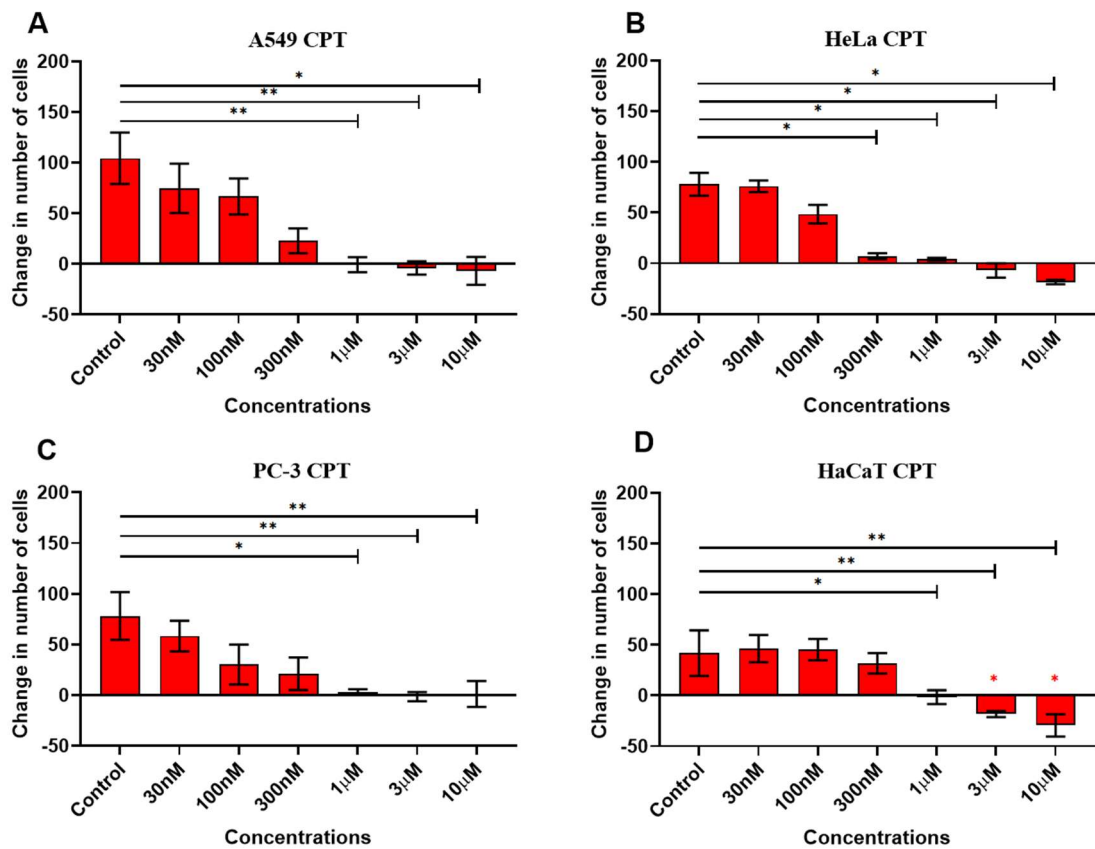 A
A549 CPT
Change in number of cells
200
150
100
50
0
-50
*
**
**
Control
30nM
100nM
300nM
1μM
3μM
10μM
Concentrations
B
HeLa CPT
Change in number of cells
200
150
100
50
0
-50
*
*
*
*
Control
30nM
100nM
300nM
1μM
3μM
10μM
Concentrations
C
PC-3 CPT
Change in number of cells
200
150
100
50
0
-50
**
**
*
Control
30nM
100nM
300nM
1μM
3μM
10μM
Concentrations
D
HaCaT CPT
Change in number of cells
200
150
100
50
0
-50
**
**
*
* *
Control
30nM
100nM
300nM
1μM
3μM
10μM
Concentrations